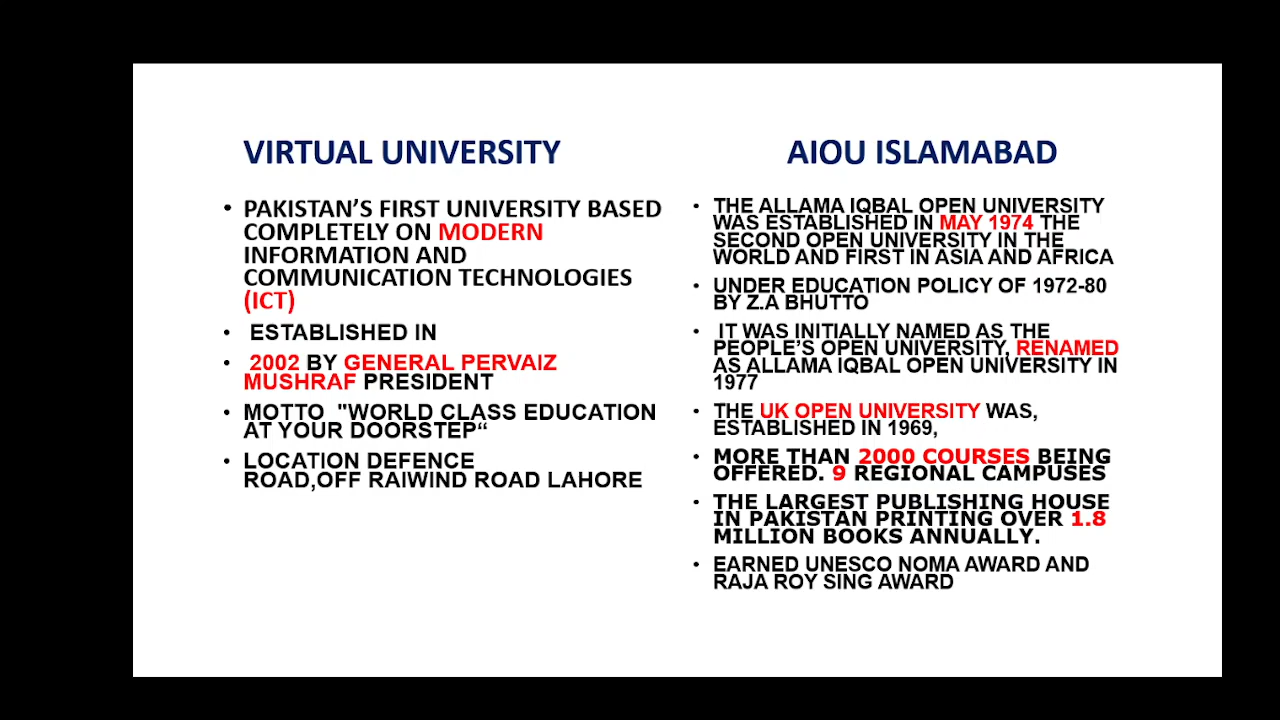 VIRTUAL UNIVERSITY
• PAKISTAN’S FIRST UNIVERSITY BASED
COMPLETELY ON MODERN
INFORMATION AND
COMMUNICATION TECHNOLOGIES
(ICT)
• ESTABLISHED IN
• 2002 BY GENERAL PERVAIZ
MUSHRAF PRESIDENT
• MOTTO "WORLD CLASS EDUCATION
AT YOUR DOORSTEP“
• LOCATION DEFENCE
ROAD,OFF RAIWIND ROAD LAHORE
AIOU ISLAMABAD
• THE ALLAMA IQBAL OPEN UNIVERSITY
WAS ESTABLISHED IN MAY 1974 THE
SECOND OPEN UNIVERSITY IN THE
WORLD AND FIRST IN ASIA AND AFRICA
• UNDER EDUCATION POLICY OF 1972-80
BY Z.A BHUTTO
• IT WAS INITIALLY NAMED AS THE
PEOPLE’S OPEN UNIVERSITY, RENAMED
AS ALLAMA IQBAL OPEN UNIVERSITY IN
1977
• THE UK OPEN UNIVERSITY WAS,
ESTABLISHED IN 1969,
• MORE THAN 2000 COURSES BEING
OFFERED. 9 REGIONAL CAMPUSES
• THE LARGEST PUBLISHING HOUSE
IN PAKISTAN PRINTING OVER 1.8
MILLION BOOKS ANNUALLY.
• EARNED UNESCO NOMA AWARD AND
RAJA ROY SING AWARD